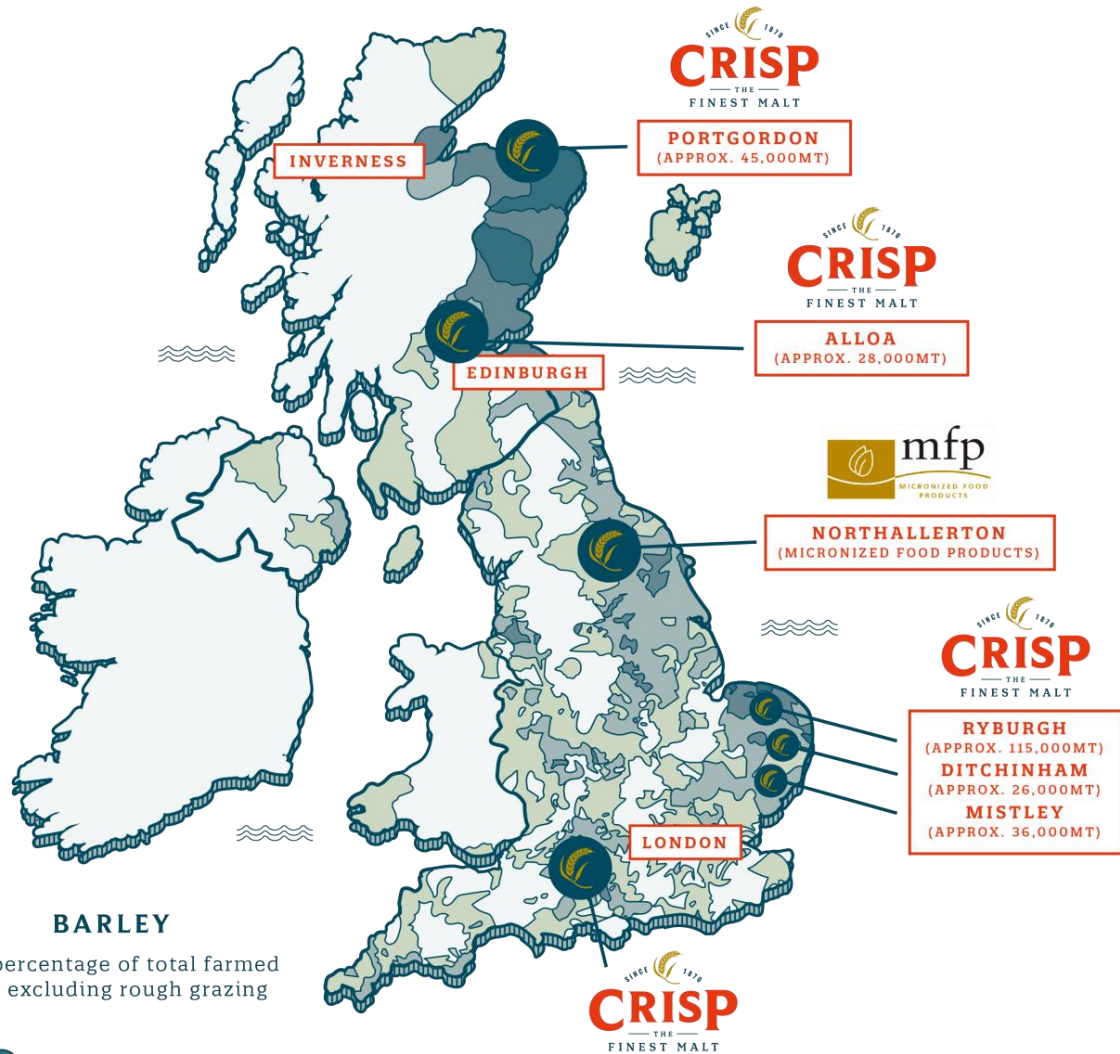 SINCE 1870
CRISP
THE
FINEST MALT
PORTGORDON
(APPROX. 45,000MT)
INVERNESS
SINCE 1870
CRISP
THE
FINEST MALT
ALLOA
(APPROX. 28,000MT)
EDINBURGH
mfp
MICRONIZED FOOD
PRODUCTS
NORTHALLERTON
(MICRONIZED FOOD PRODUCTS)
SINCE 1870
CRISP
THE
FINEST MALT
RYBURGH
(APPROX. 115,000MT)
DITCHINHAM
(APPROX. 26,000MT)
MISTLEY
(APPROX. 36,000MT)
LONDON
BARLEY
percentage of total farmed
excluding rough grazing
SINCE 1870
CRISP
THE
FINEST MALT